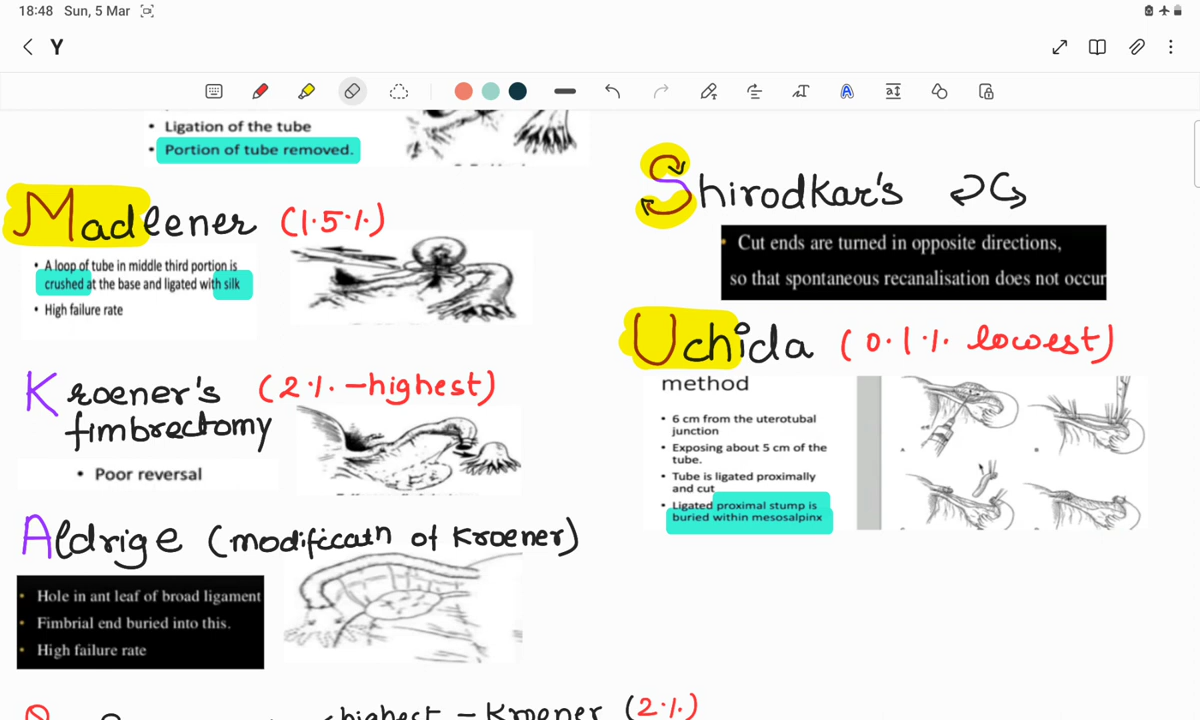 18:48 Sun, 5 Mar
Y
• Ligation of the tube
• Portion of tube removed.
Madleener (1.5%)
• A loop of tube in middle third portion is
crushed at the base and ligated with silk
• High failure rate
Kroener's (2% - highest)
fimbrectomy
• Poor reversal
Aldrige (modificatn of Kroener)
• Hole in ant leaf of broad ligament
• Fimbrial end buried into this.
• High failure rate
Shirodkar's
• Cut ends are turned in opposite directions,
so that spontaneous recanalisation does not occur
Uchida (0.1% lowest)
method
• 6 cm from the uterotubal
junction
• Exposing about 5 cm of the
tube.
• Tube is ligated proximally
and cut
• Ligated proximal stump is
buried within mesosalpinx
highest - Kroener (2%)